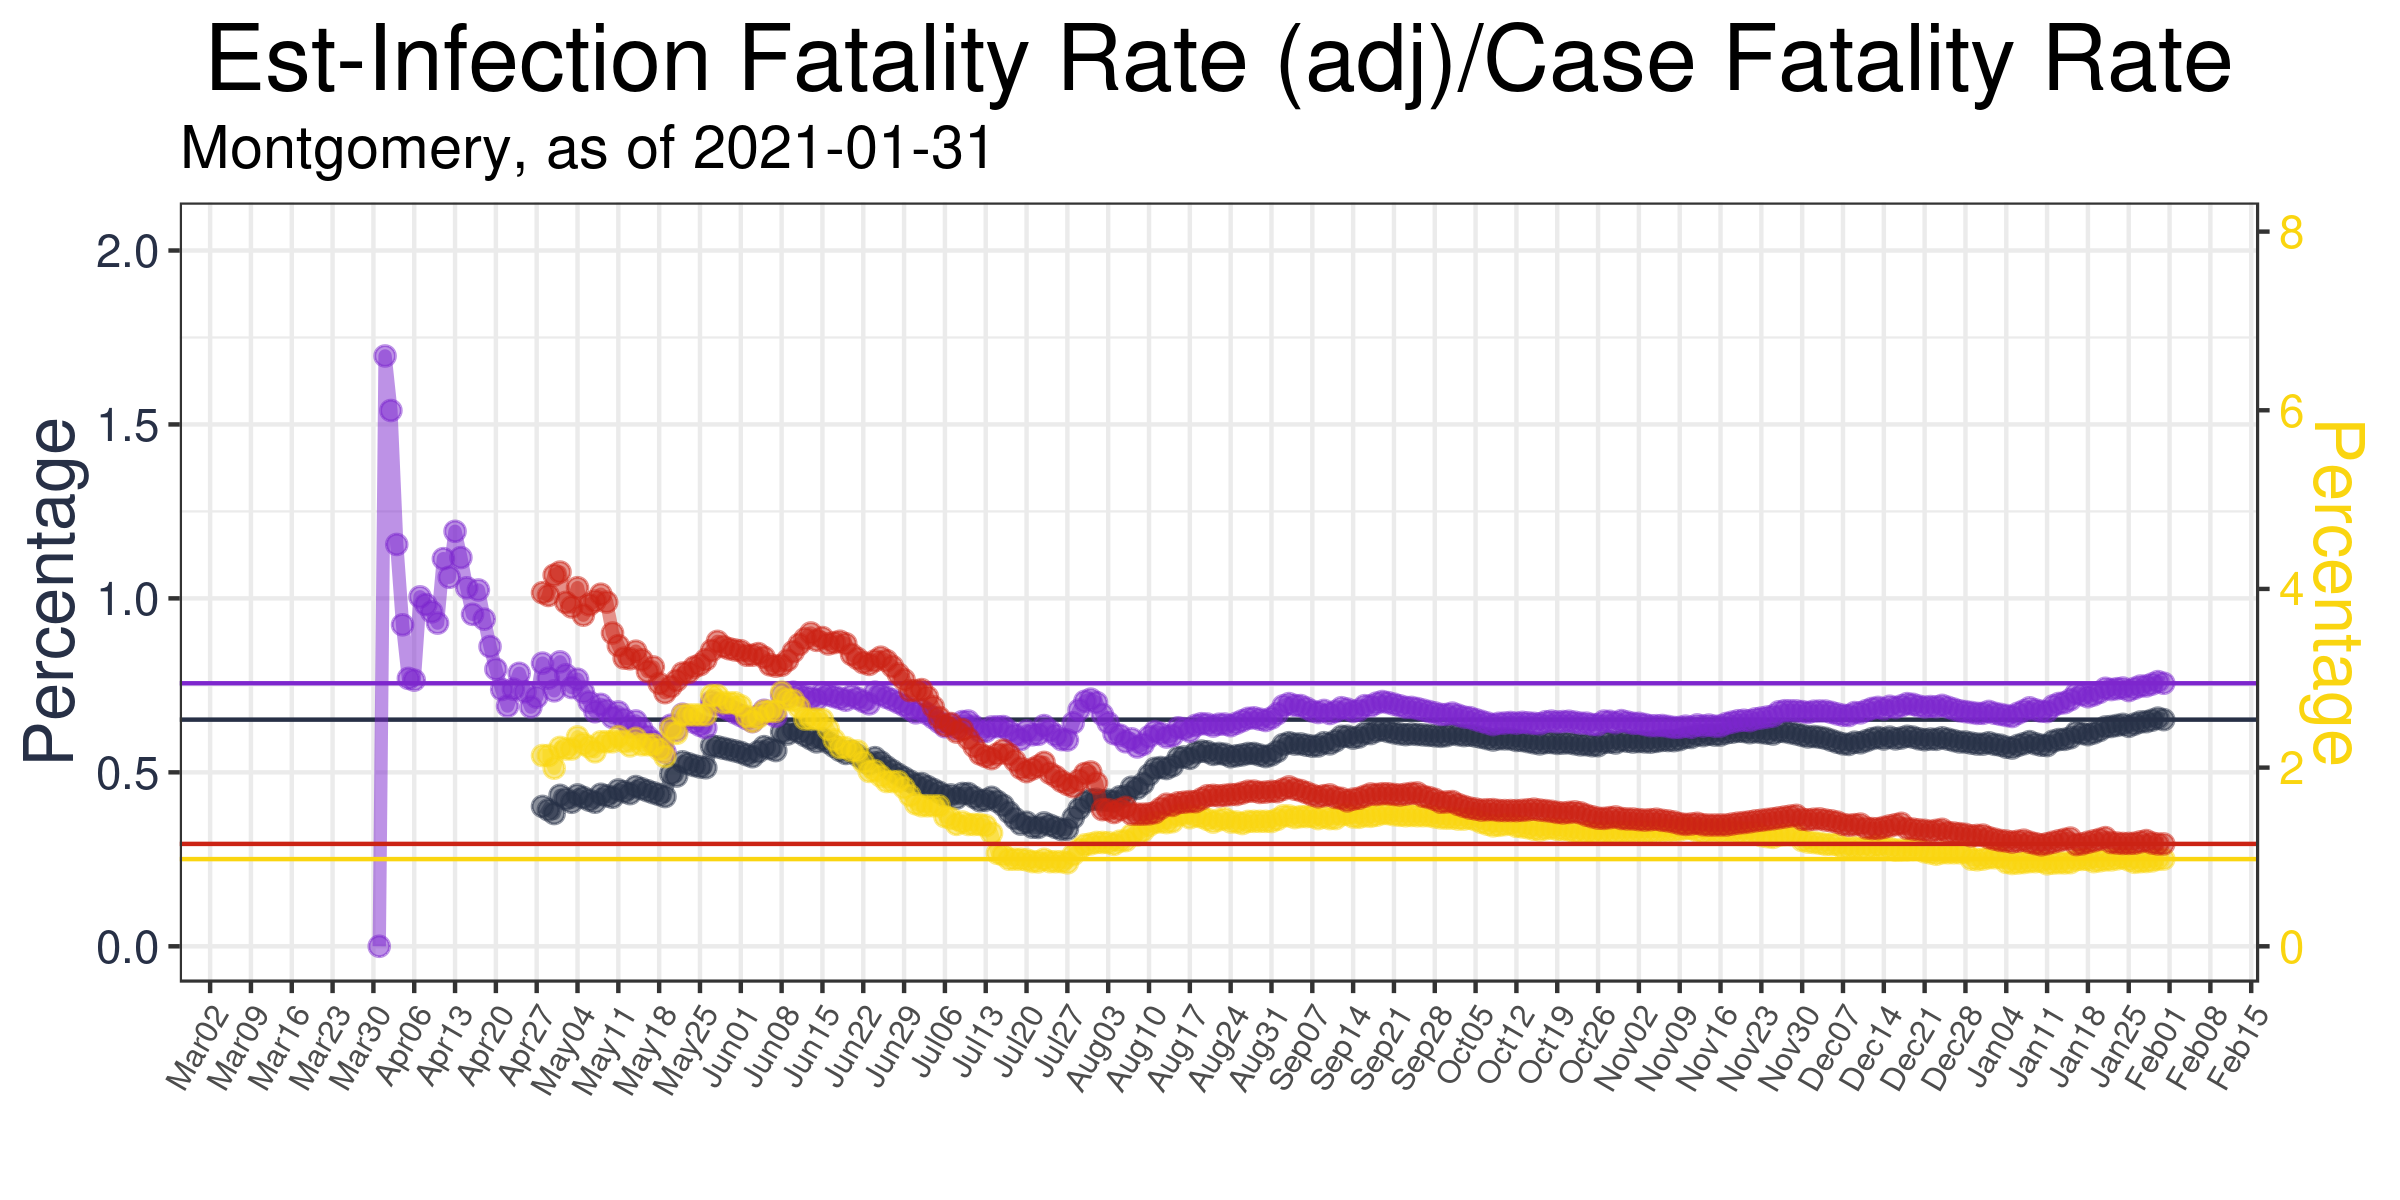 Est-Infection Fatality Rate (adj)/Case Fatality Rate
Montgomery, as of 2021-01-31
Percentage
2.0
1.5
1.0
0.5
0.0
8
6
4
2
0
Percentage
Mar02 Mar09 Mar16 Mar23 Mar30 Apr06 Apr13 Apr20 Apr27 May04 May11 May18 May25 Jun01 Jun08 Jun15 Jun22 Jun29 Jul06 Jul13 Jul20 Jul27 Aug03 Aug10 Aug17 Aug24 Aug31 Sep07 Sep14 Sep21 Sep28 Oct05 Oct12 Oct19 Oct26 Nov02 Nov09 Nov16 Nov23 Nov30 Dec07 Dec14 Dec21 Dec28 Jan04 Jan11 Jan18 Jan25 Feb01 Feb08 Feb15